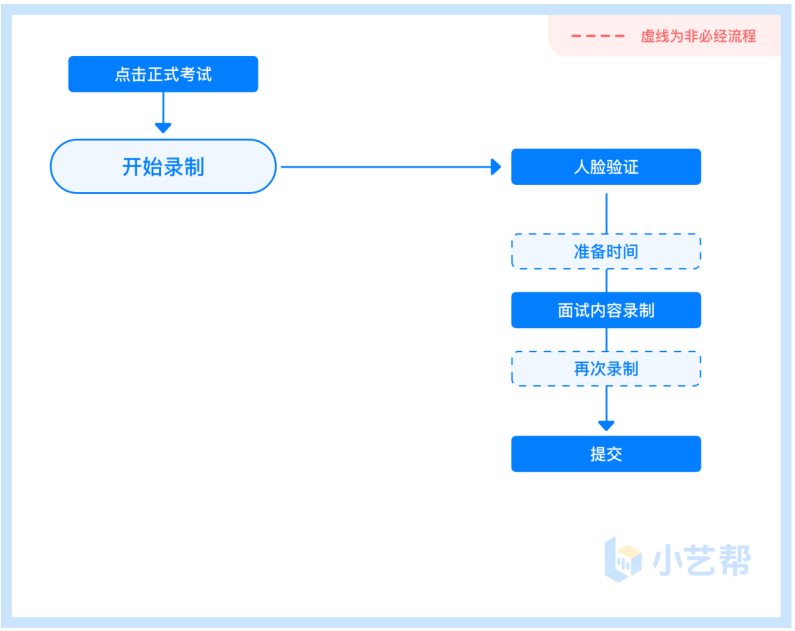 虚线为非必经流程
点击正式考试
开始录制
人脸验证
准备时间
面试内容录制
再次录制
提交
小艺帮